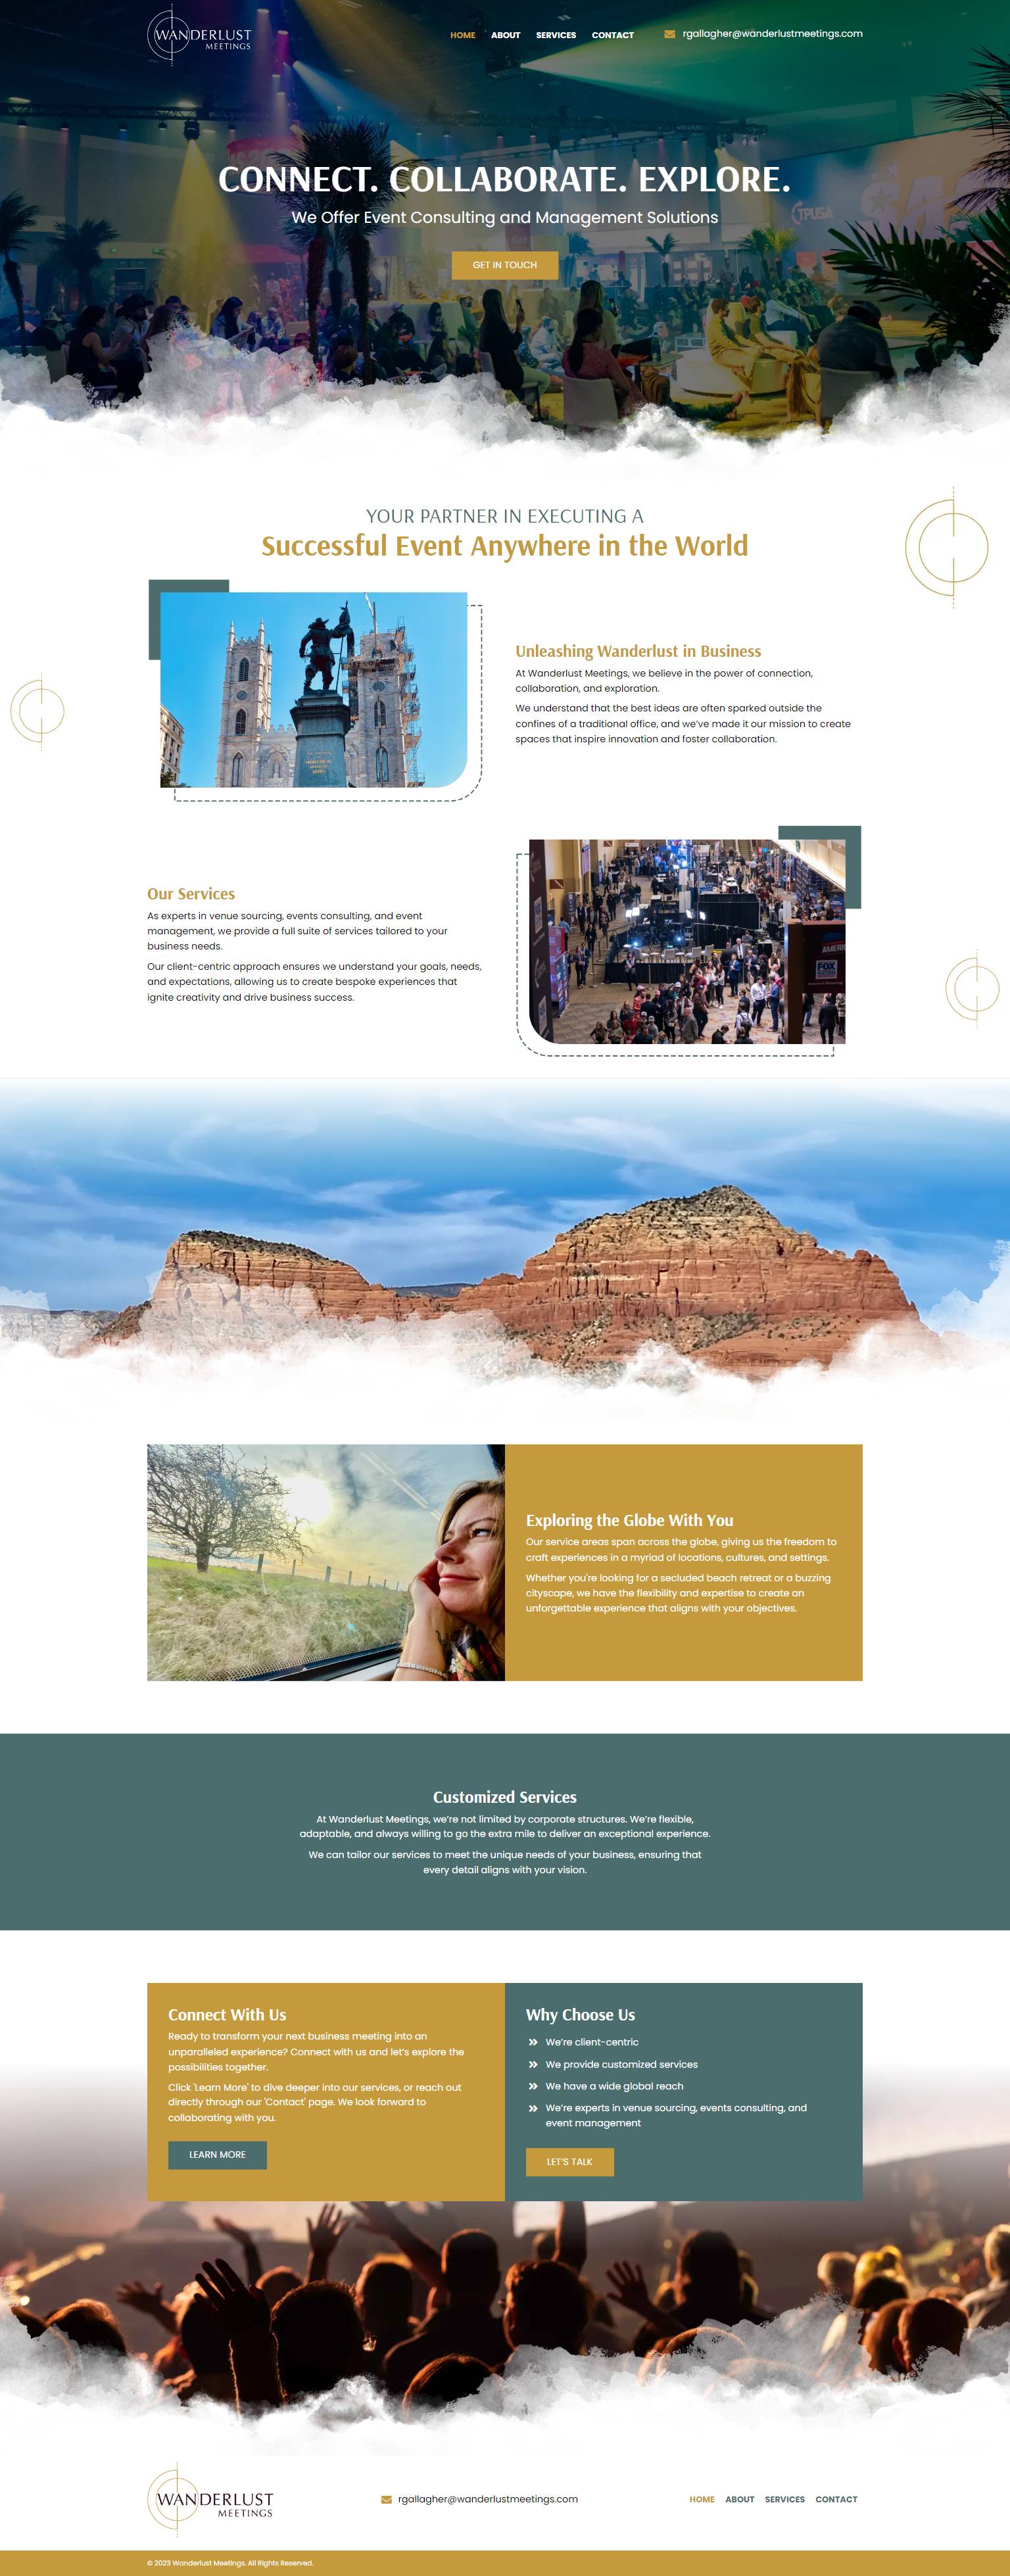 WANDERLUST
MEETINGS
HOME ABOUT SERVICES CONTACT rgallagher@wanderlustmeetings.com
CONNECT. COLLABORATE. EXPLORE.
We Offer Event Consulting and Management Solutions
TPUSA
GET IN TOUCH
YOUR PARTNER IN EXECUTING A
Successful Event Anywhere in the World
Unleashing Wanderlust in Business
At Wanderlust Meetings, we believe in the power of connection,
collaboration, and exploration.
We understand that the best ideas are often sparked outside the
confines of a traditional office, and we’ve made it our mission to create
spaces that inspire innovation and foster collaboration.
Our Services
As experts in venue sourcing, events consulting, and event
management, we provide a full suite of services tailored to your
business needs.
Our client-centric approach ensures we understand your goals, needs,
and expectations, allowing us to create bespoke experiences that
ignite creativity and drive business success.
FOX
Exploring the Globe With You
Our service areas span across the globe, giving us the freedom to
craft experiences in a myriad of locations, cultures, and settings.
Whether you're looking for a secluded beach retreat or a buzzing
cityscape, we have the flexibility and expertise to create an
unforgettable experience that aligns with your objectives.
Customized Services
At Wanderlust Meetings, we’re not limited by corporate structures. We’re flexible,
adaptable, and always willing to go the extra mile to deliver an exceptional experience.
We can tailor our services to meet the unique needs of your business, ensuring that
every detail aligns with your vision.
Connect With Us
Ready to transform your next business meeting into an
unparalleled experience? Connect with us and let’s explore the
possibilities together.
Click 'Learn More' to dive deeper into our services, or reach out
directly through our 'Contact' page. We look forward to
collaborating with you.
LEARN MORE
Why Choose Us
We’re client-centric
We provide customized services
We have a wide global reach
We’re experts in venue sourcing, events consulting, and
event management
LET’S TALK
WANDERLUST
MEETINGS
rgallagher@wanderlustmeetings.com
HOME ABOUT SERVICES CONTACT
© 2023 Wanderlust Meetings. All Rights Reserved.